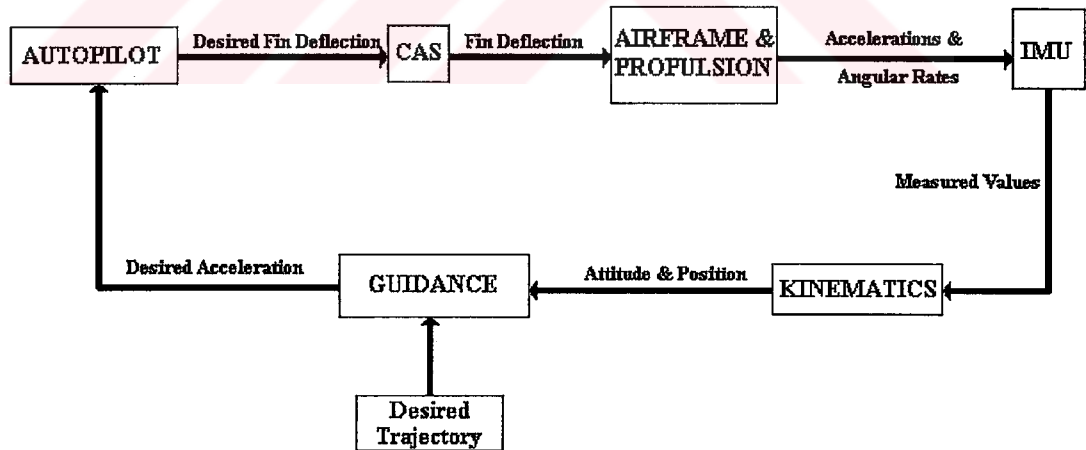 AUTOPILOT
Desired Fin Deflection
CAS
Fin Deflection
AIRFRAME &
PROPULSION
Accelerations &
Angular Rates
IMU
Measured Values
Desired Acceleration
GUIDANCE
Attitude & Position
KINEMATICS
Desired
Trajectory